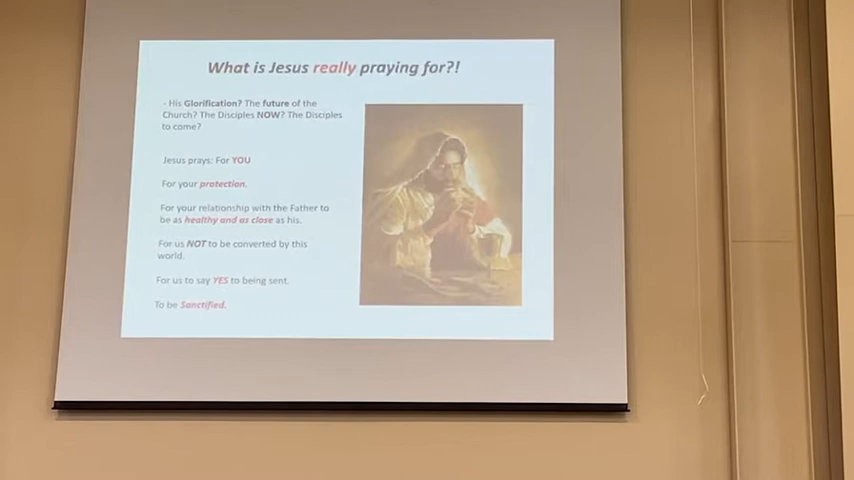 What is Jesus really praying for?!
- His Glorification? The future of the
Church? The Disciples NOW? The Disciples
to come?
Jesus prays: For YOU
For your protection.
For your relationship with the Father to
be as healthy and as close as his.
For us NOT to be converted by this
world.
For us to say YES to being sent.
To be Sanctified.